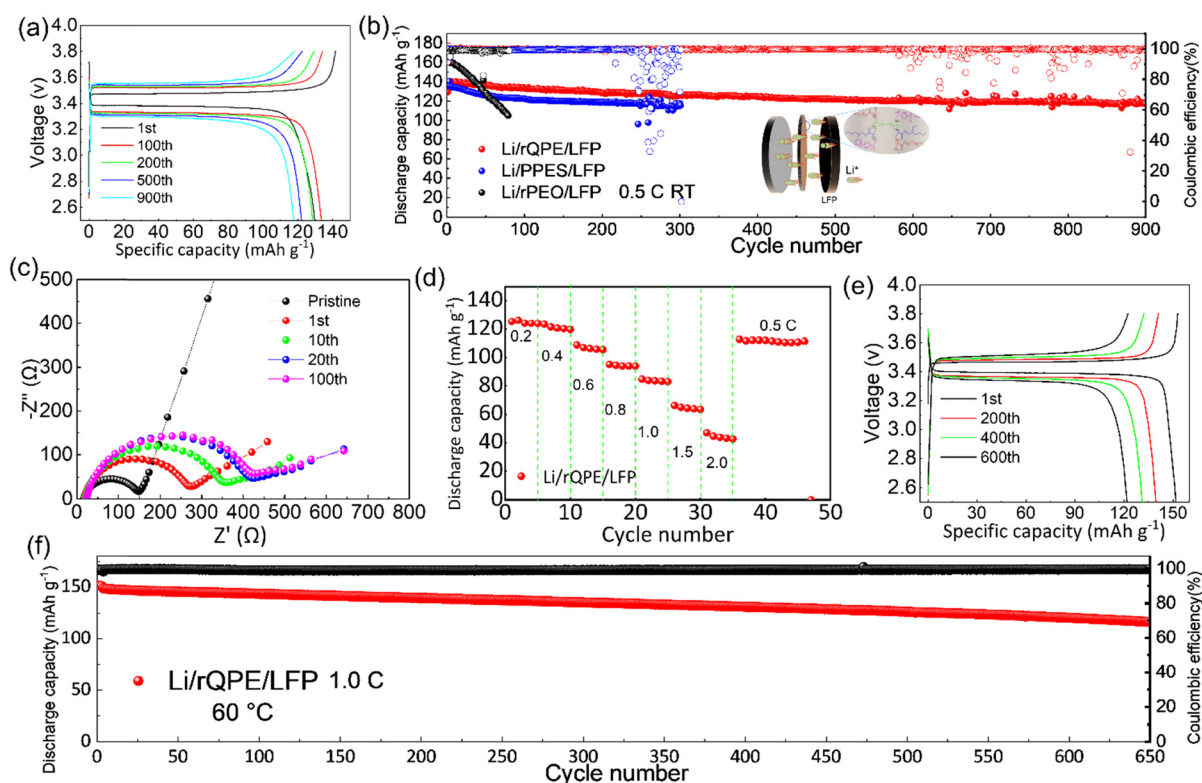 (a)
4.0
3.8
3.6
3.4
3.2
3.0
2.8
2.6
Voltage (v)
1st
100th
200th
500th
900th
0 20 40 60 80 100 120 140
Specific capacity (mAh g⁻¹)
(b)
180
160
140
120
100
80
60
40
20
0
Discharge capacity (mAh g⁻¹)
Li/rQPE/LFP
Li/PPES/LFP
Li/rPEO/LFP 0.5 C RT
LFP
Li⁺
100
80
60
40
20
0
Coulombic efficiency(%)
0 100 200 300 400 500 600 700 800 900
Cycle number
(c)
500
400
300
200
100
0
-Z'' (Ω)
Pristine
1st
10th
20th
100th
0 100 200 300 400 500 600 700 800
Z' (Ω)
(d)
140
120
100
80
60
40
20
0
Discharge capacity (mAh g⁻¹)
0.2
0.4
0.6
0.8
1.0
1.5
2.0
0.5 C
Li/rQPE/LFP
0 10 20 30 40 50
Cycle number
(e)
4.0
3.8
3.6
3.4
3.2
3.0
2.8
2.6
Voltage (v)
1st
200th
400th
600th
0 30 60 90 120 150
Specific capacity (mAh g⁻¹)
(f)
150
100
50
0
Discharge capacity (mAh g⁻¹)
Li/rQPE/LFP 1.0 C
60 °C
100
80
60
40
20
0
Coulombic efficiency(%)
0 50 100 150 200 250 300 350 400 450 500 550 600 650
Cycle number